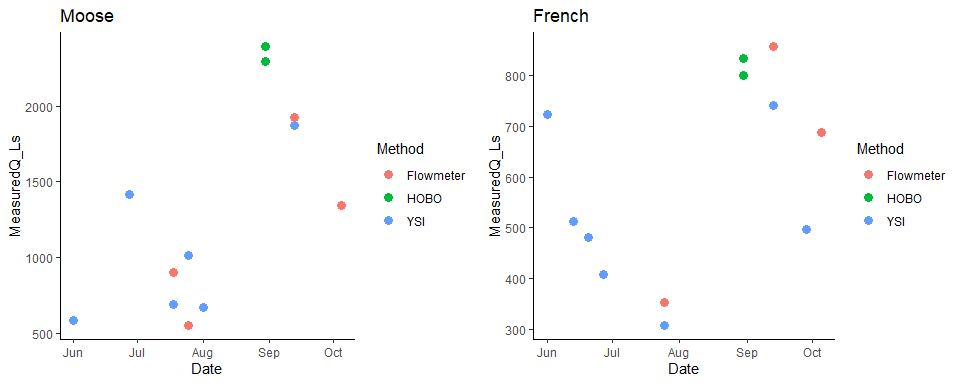 Moose
MeasuredQ_Ls
2000
1500
1000
500
Jun Jul Aug Sep Oct
Date
Method
Flowmeter
HOBO
YSI
French
MeasuredQ_Ls
800
700
600
500
400
300
Jun Jul Aug Sep Oct
Date
Method
Flowmeter
HOBO
YSI